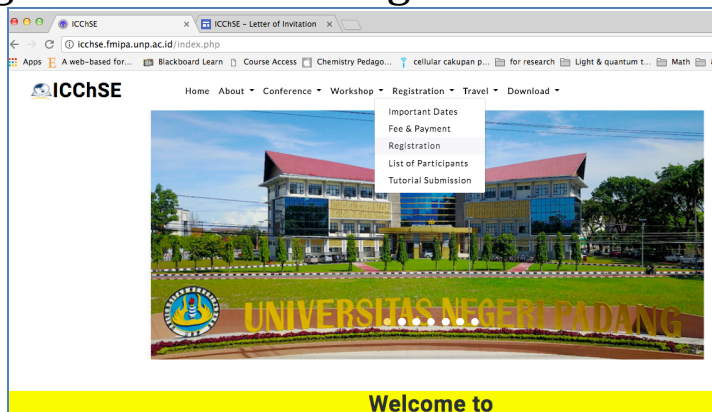 ICChSE
ICChSE – Letter of Invitation
icchse.fmipa.unp.ac.id/index.php
Apps A web-based for... Blackboard Learn Course Access Chemistry Pedago... cellular cakupan p... for research Light & quantum t... Math
ICChSE
Home About Conference Workshop Registration Travel Download
Important Dates
Fee & Payment
Registration
List of Participants
Tutorial Submission
UNIVERSITAS NEGERI PADANG
Welcome to